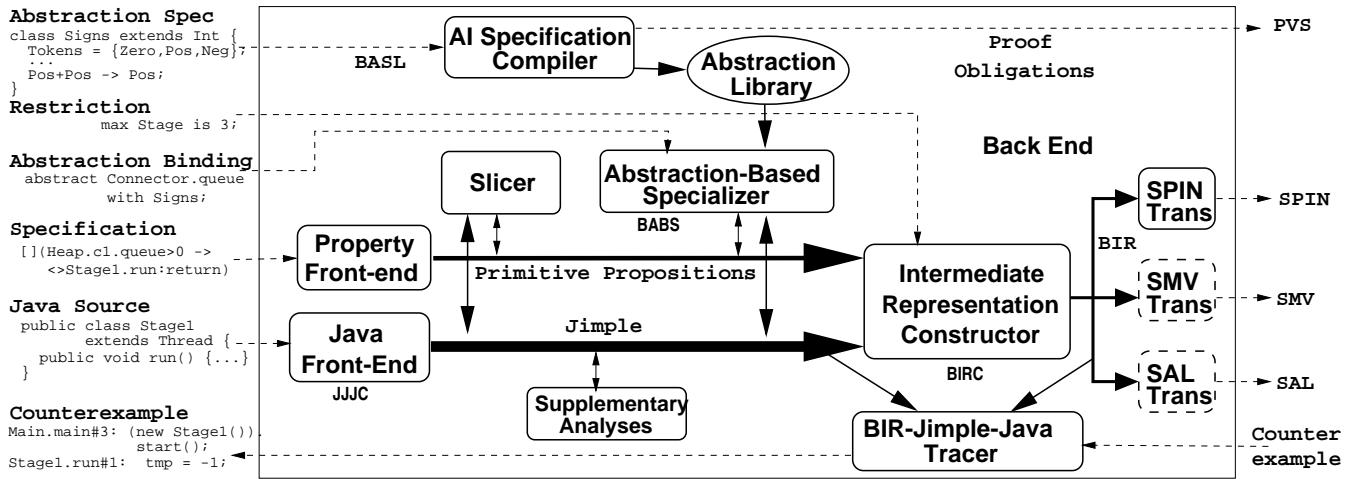 Abstraction Spec
class Signs extends Int {
Tokens = {Zero,Pos,Neg};
...
Pos+Pos -> Pos;
}
Restriction
max Stage is 3;
Abstraction Binding
abstract Connector.queue
with Signs;
Specification
[](Heap.c1.queue>0 ->
<>Stage1.run:return)
Java Source
public class Stage1
extends Thread {
public void run() {...}
}
Counterexample
Main.main#3: (new Stage1()).
start();
Stage1.run#1: tmp = -1;
BASL
AI Specification
Compiler
Abstraction
Library
Proof
Obligations
PVS
Back End
Slicer
Abstraction-Based
Specializer
BABS
Property
Front-end
Primitive Propositions
Java
Front-End
JJJC
Jimple
Supplementary
Analyses
Intermediate
Representation
Constructor
BIRC
BIR
SPIN
Trans
SPIN
SMV
Trans
SMV
SAL
Trans
SAL
BIR-Jimple-Java
Tracer
Counter
example